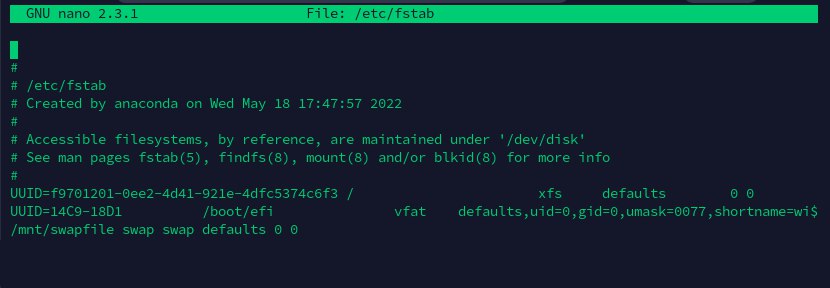 GNU nano 2.3.1 File: /etc/fstab
#
# /etc/fstab
# Created by anaconda on Wed May 18 17:47:57 2022
#
# Accessible filesystems, by reference, are maintained under '/dev/disk'
# See man pages fstab(5), findfs(8), mount(8) and/or blkid(8) for more info
#
UUID=f9701201-0ee2-4d41-921e-4dfc5374c6f3 / xfs defaults 0 0
UUID=14C9-18D1 /boot/efi vfat defaults,uid=0,gid=0,umask=0077,shortname=wi$
/mnt/swapfile swap swap defaults 0 0